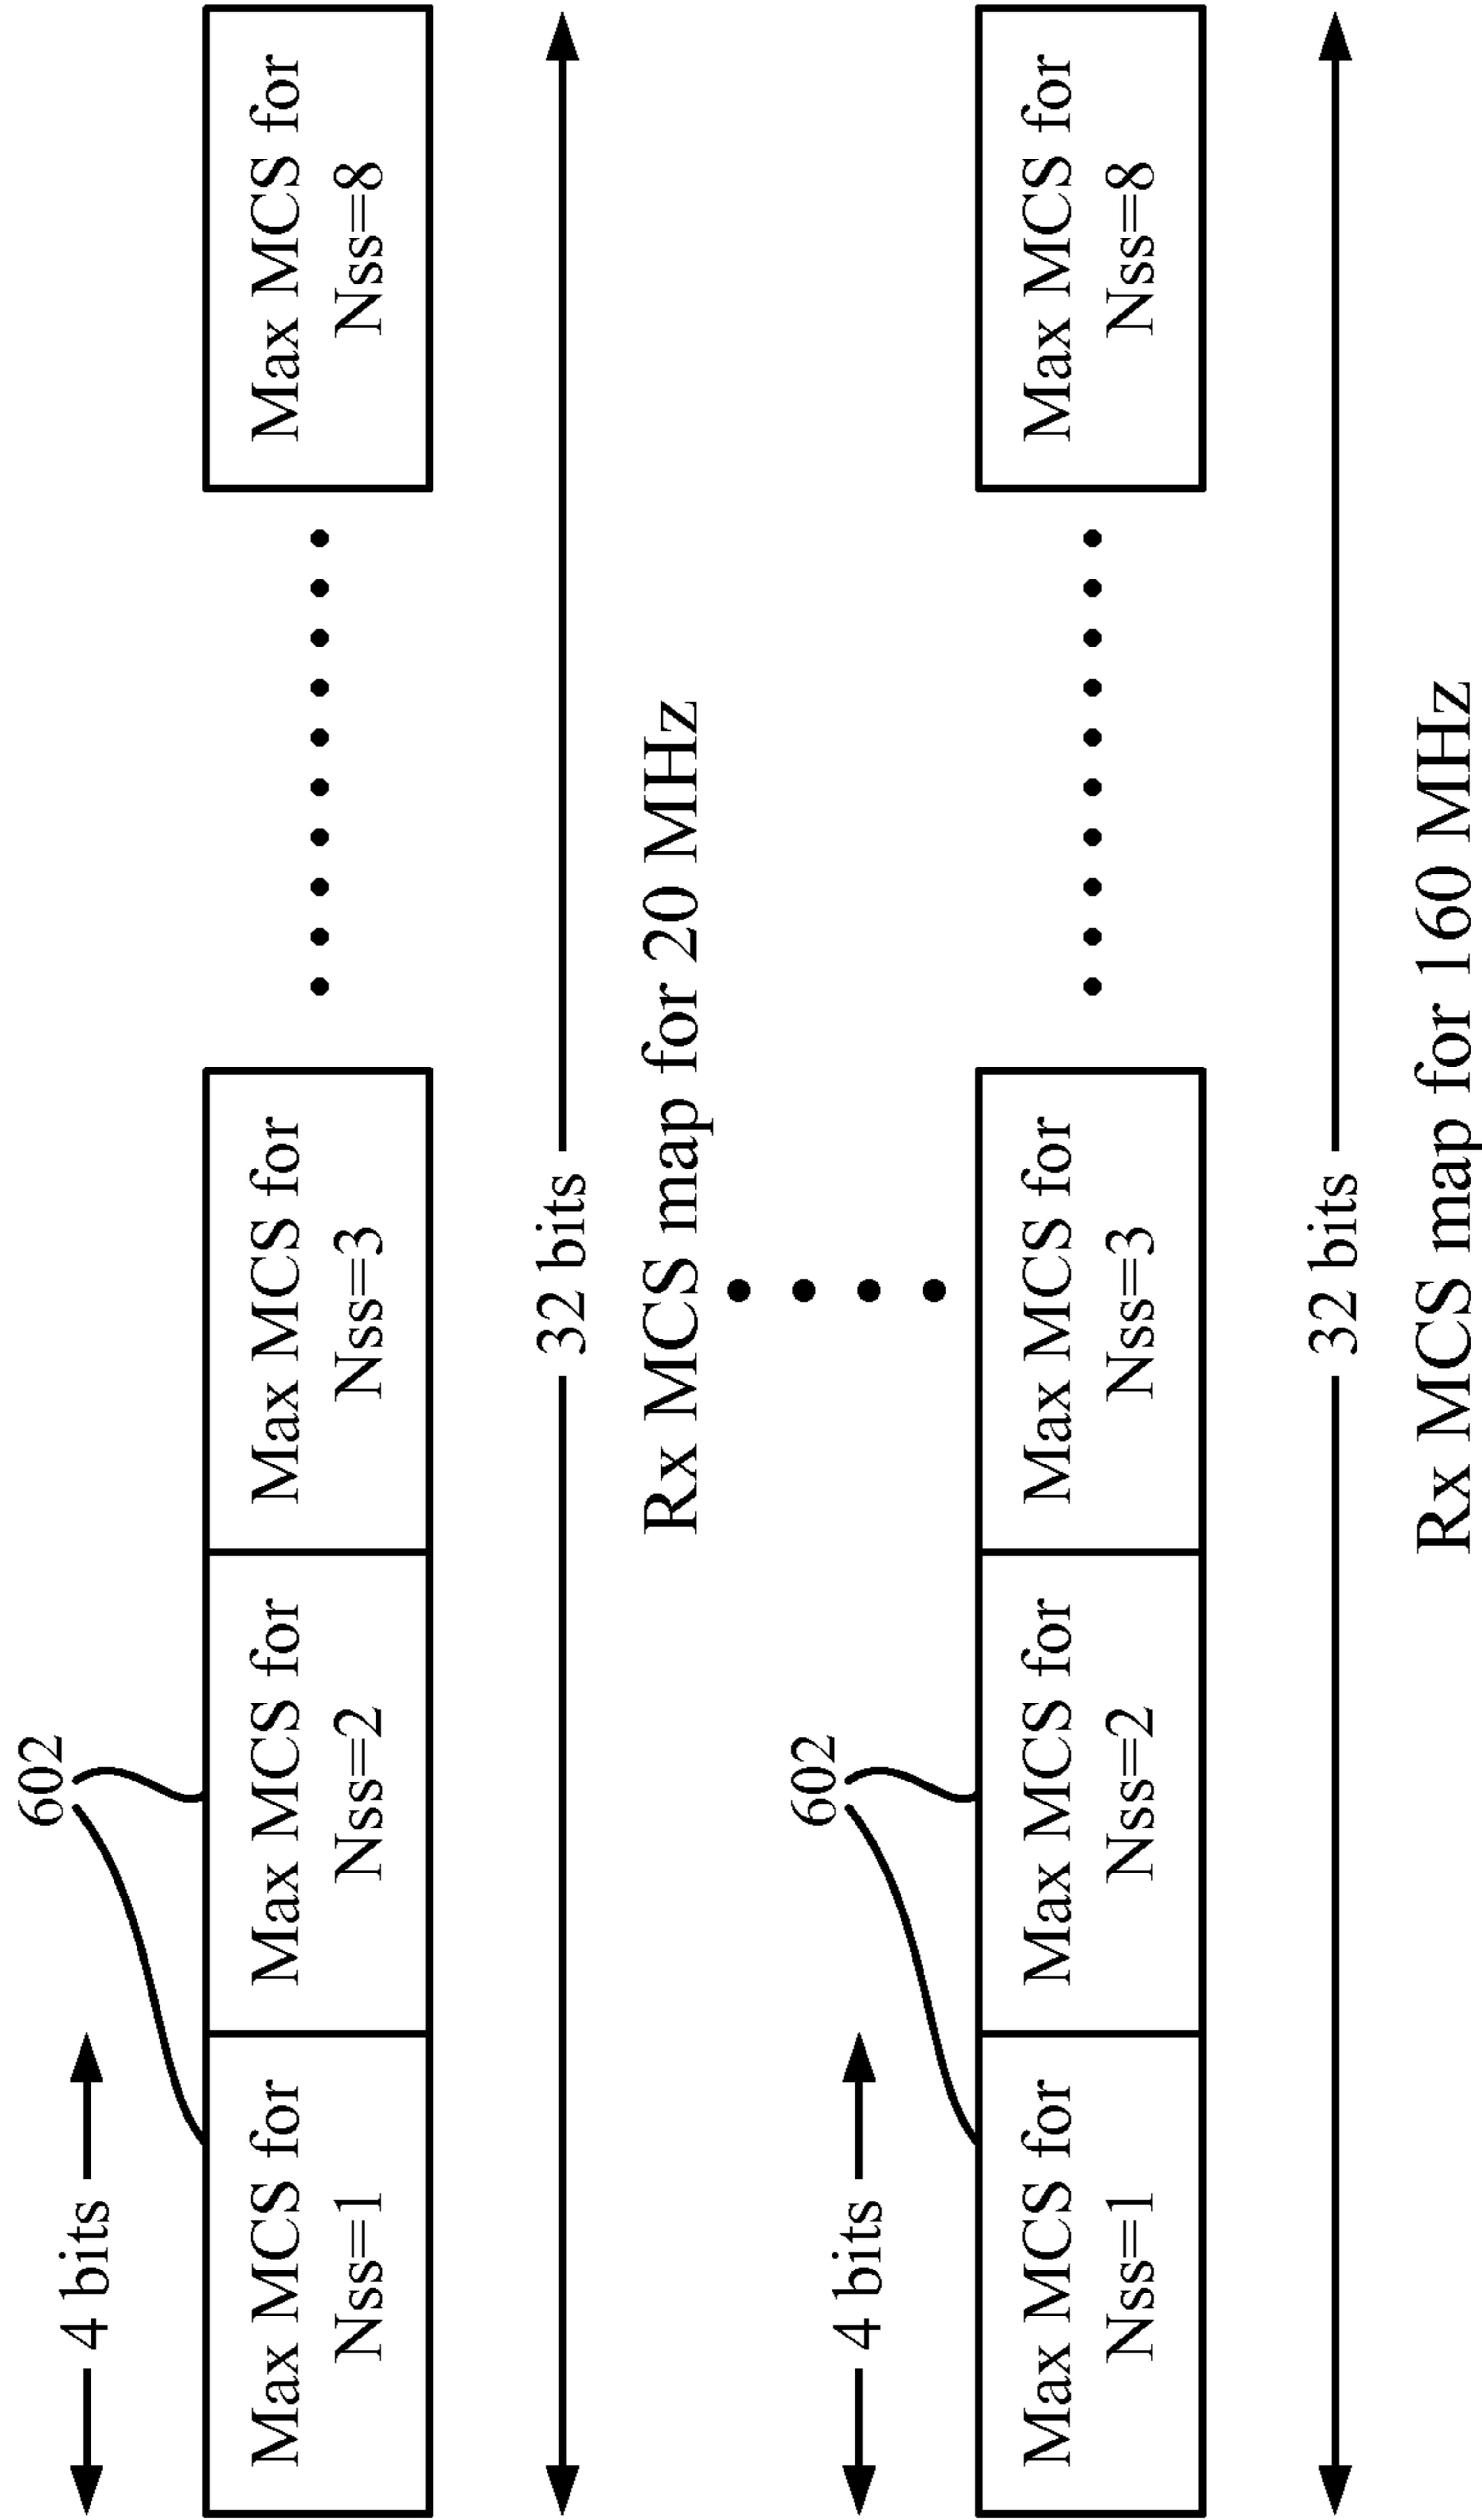 602
4 bits
Max MCS for
Nss=1
Max MCS for
Nss=2
Max MCS for
Nss=3
Max MCS for
Nss=8
32 bits
Rx MCS map for 20 MHz
602
4 bits
Max MCS for
Nss=1
Max MCS for
Nss=2
Max MCS for
Nss=3
Max MCS for
Nss=8
32 bits
Rx MCS map for 160 MHz